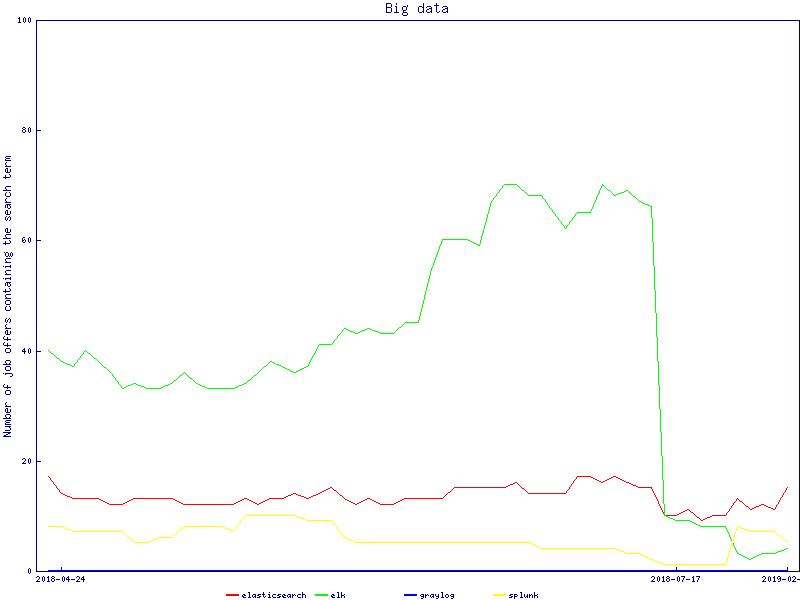 Big data
Number of job offers containing the search term
100
80
60
40
20
0
2018-04-24
2018-07-17
2019-02-
elasticsearch
elk
graylog
splunk